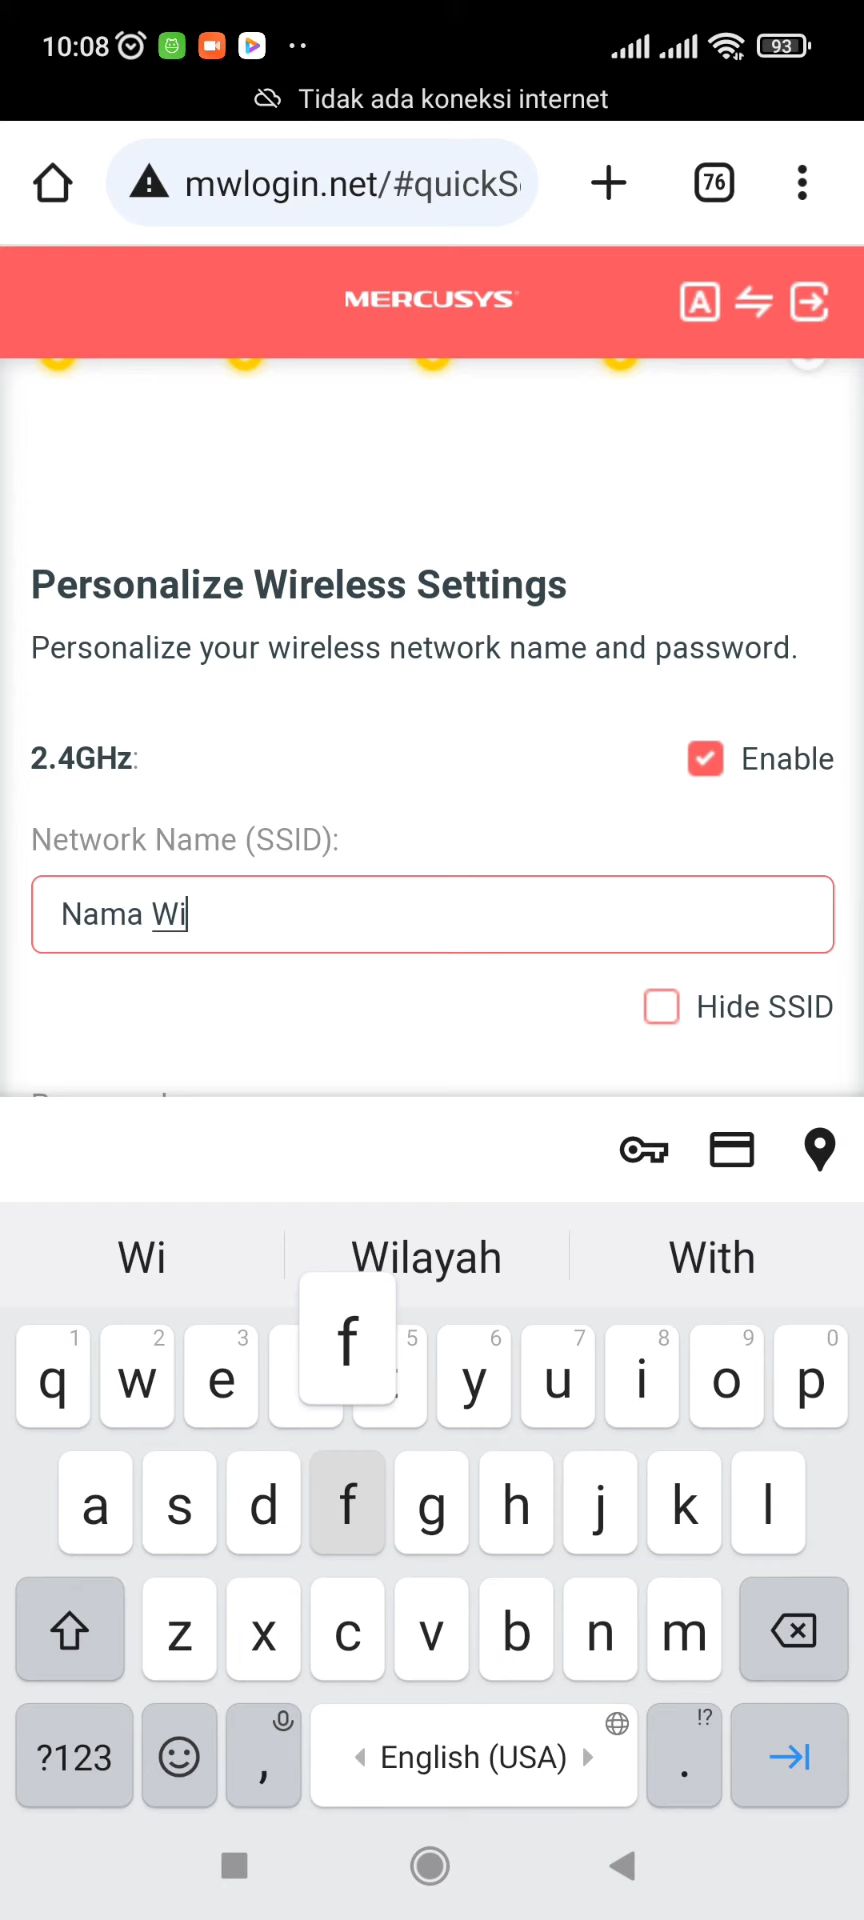 10:08
93
Tidak ada koneksi internet
mwlogin.net/#quickS
76
MERCUSYS
A
Personalize Wireless Settings
Personalize your wireless network name and password.
2.4GHz:
Enable
Network Name (SSID):
Nama Wi
Hide SSID
Wi
Wilayah
With
f
1 2 3 5 6 7 8 9 0
q w e y u i o p
a s d f g h j k l
z x c v b n m
!?
?123 , English (USA) .